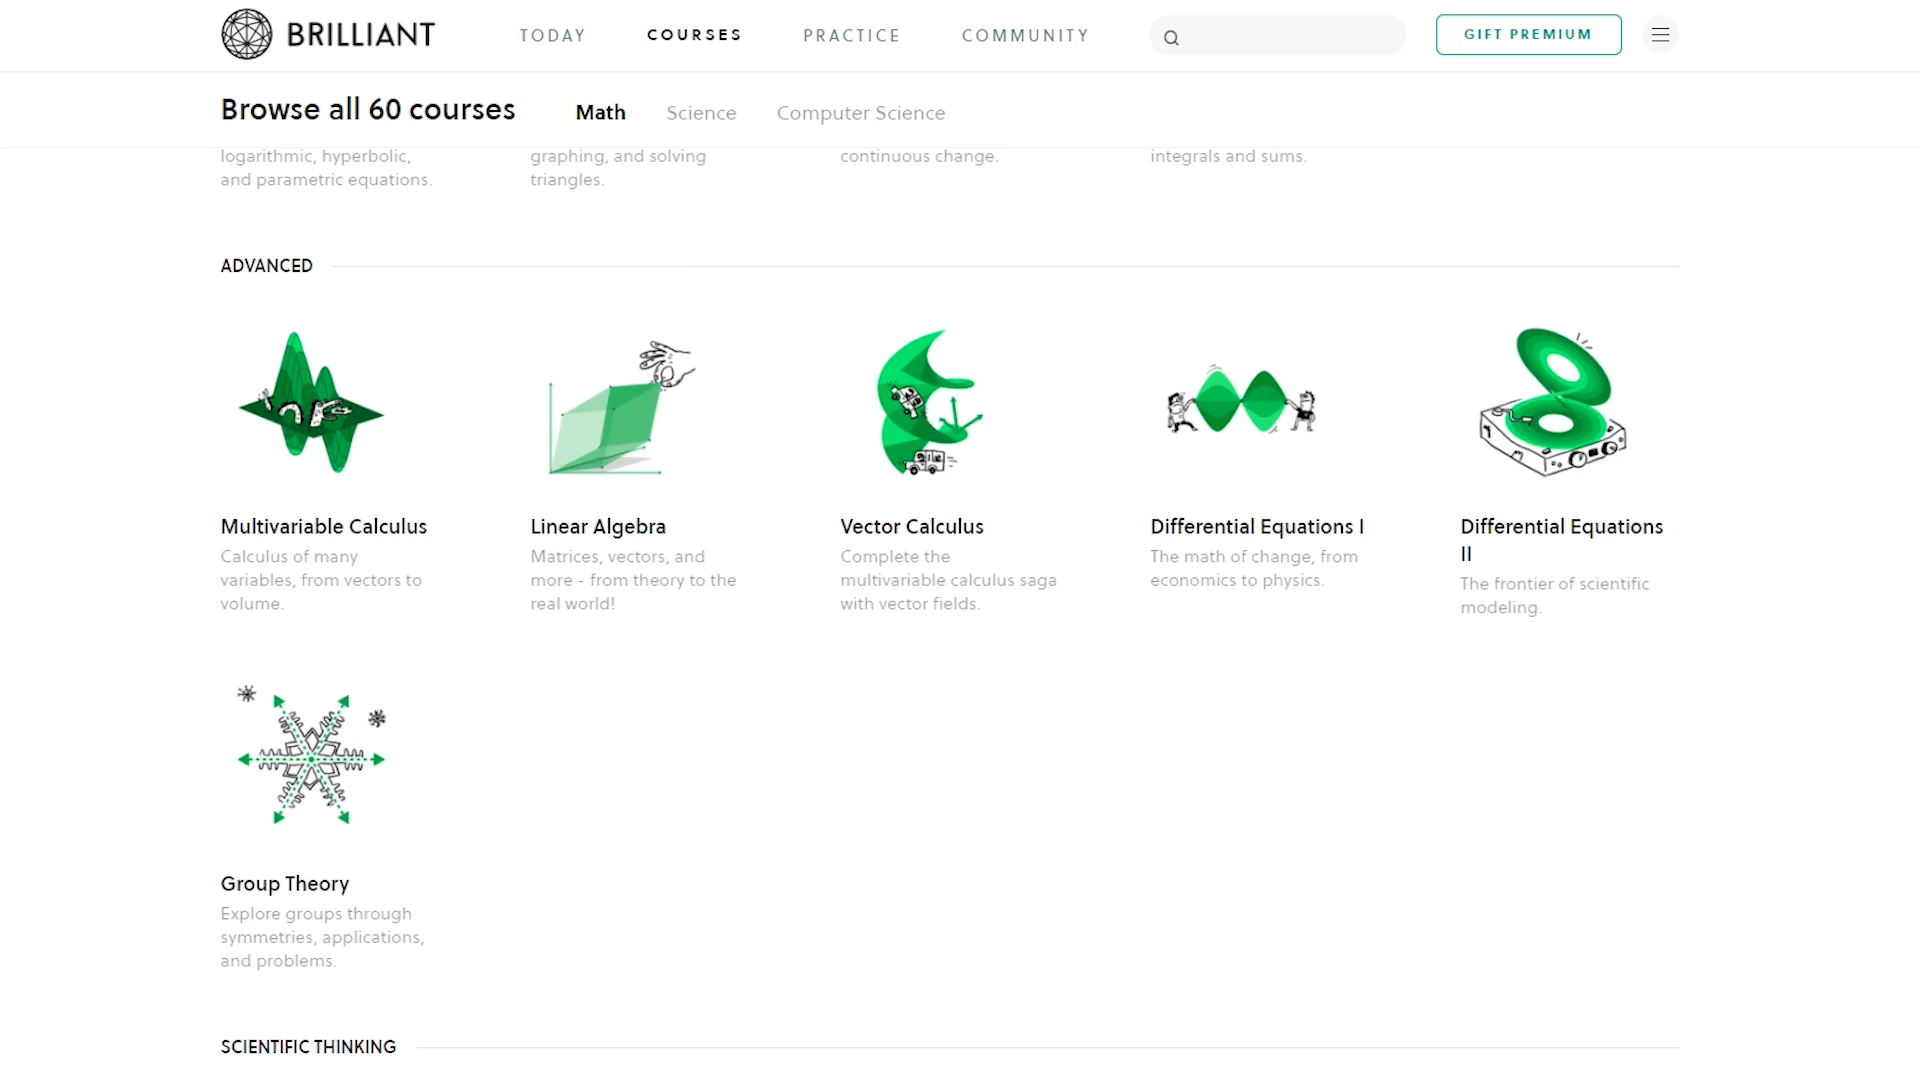 BRILLIANT
TODAY
COURSES
PRACTICE
COMMUNITY
GIFT PREMIUM
Browse all 60 courses
Math
Science
Computer Science
logarithmic, hyperbolic,
and parametric equations.
graphing, and solving
triangles.
continuous change.
integrals and sums.
ADVANCED
Multivariable Calculus
Calculus of many
variables, from vectors to
volume.
Linear Algebra
Matrices, vectors, and
more - from theory to the
real world!
Vector Calculus
Complete the
multivariable calculus saga
with vector fields.
Differential Equations I
The math of change, from
economics to physics.
Differential Equations
II
The frontier of scientific
modeling.
Group Theory
Explore groups through
symmetries, applications,
and problems.
SCIENTIFIC THINKING